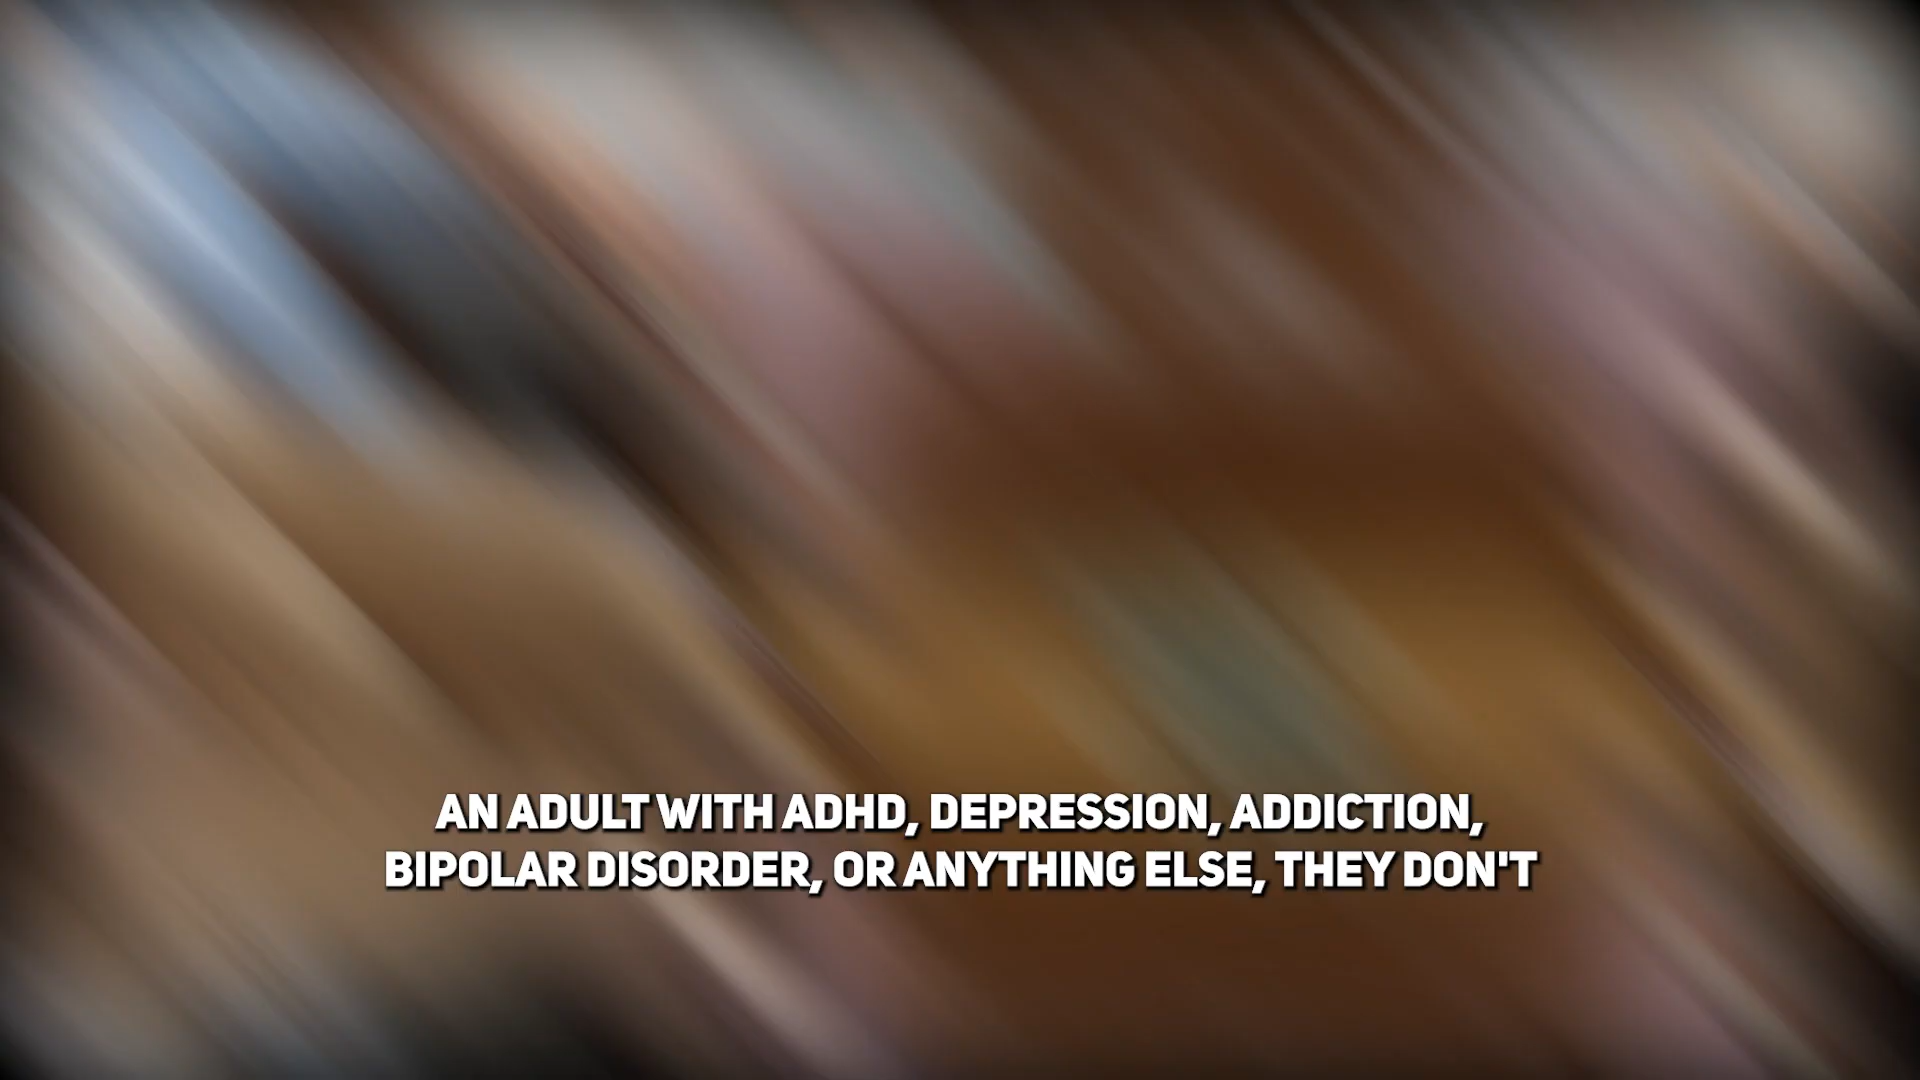 AN ADULT WITH ADHD, DEPRESSION, ADDICTION,
BIPOLAR DISORDER, OR ANYTHING ELSE, THEY DON'T